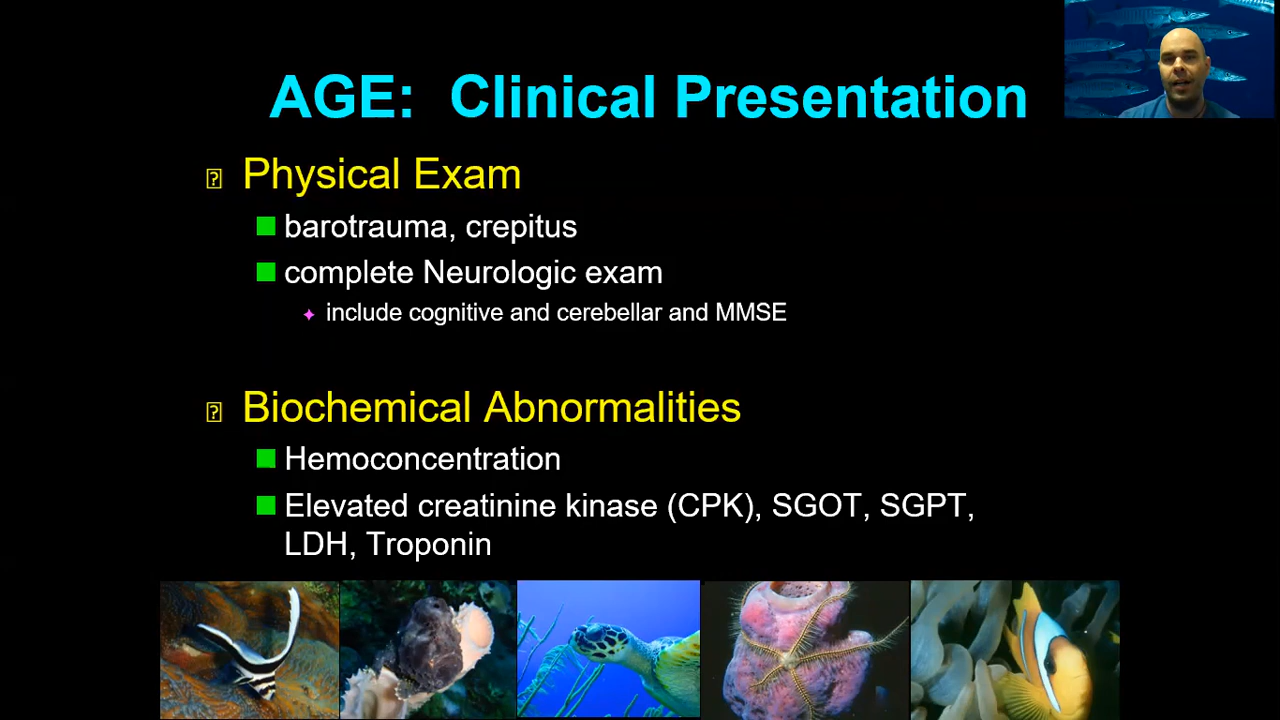 AGE: Clinical Presentation
Physical Exam
barotrauma, crepitus
complete Neurologic exam
include cognitive and cerebellar and MMSE
Biochemical Abnormalities
Hemoconcentration
Elevated creatinine kinase (CPK), SGOT, SGPT,
LDH, Troponin